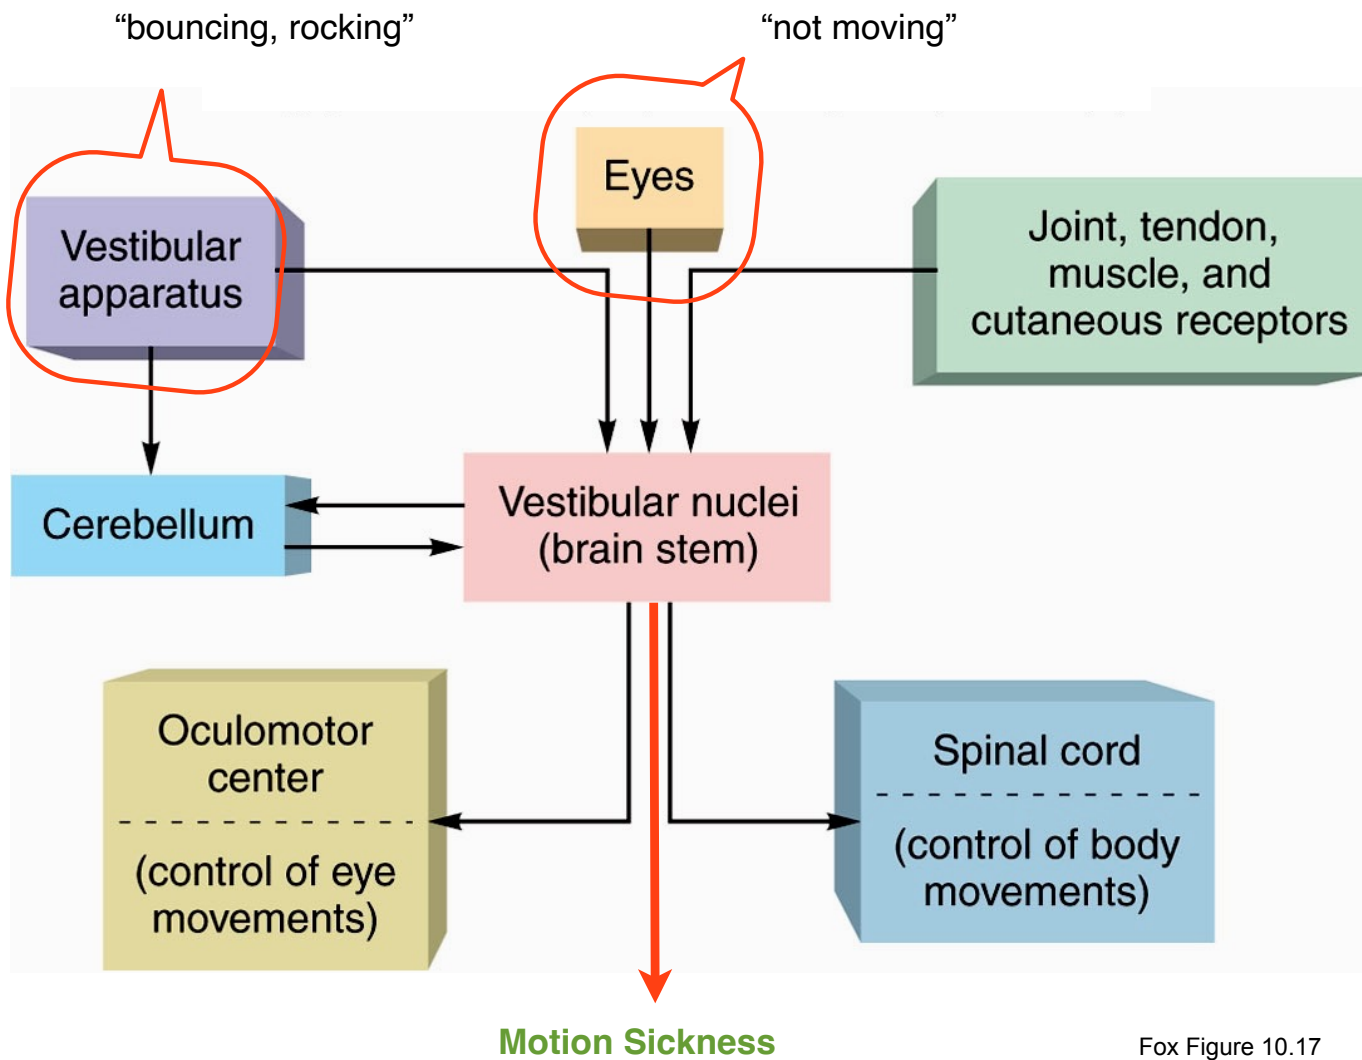 “bouncing, rocking”
“not moving”
Eyes
Vestibular
apparatus
Joint, tendon,
muscle, and
cutaneous receptors
Cerebellum
Vestibular nuclei
(brain stem)
Oculomotor
center
(control of eye
movements)
Spinal cord
(control of body
movements)
Motion Sickness
Fox Figure 10.17